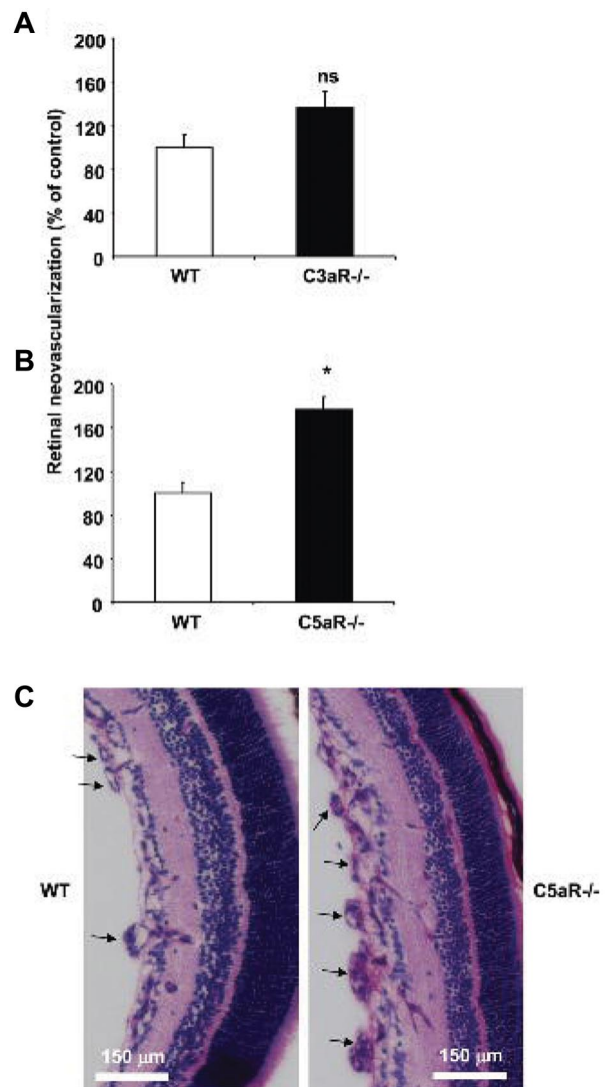 A
Retinal neovascularization (% of control)
200
160
120
80
40
0
ns
WT C3aR-/-
B
200
160
120
80
40
0
*
WT C5aR-/-
C
WT
C5aR-/-
150 μm
150 μm